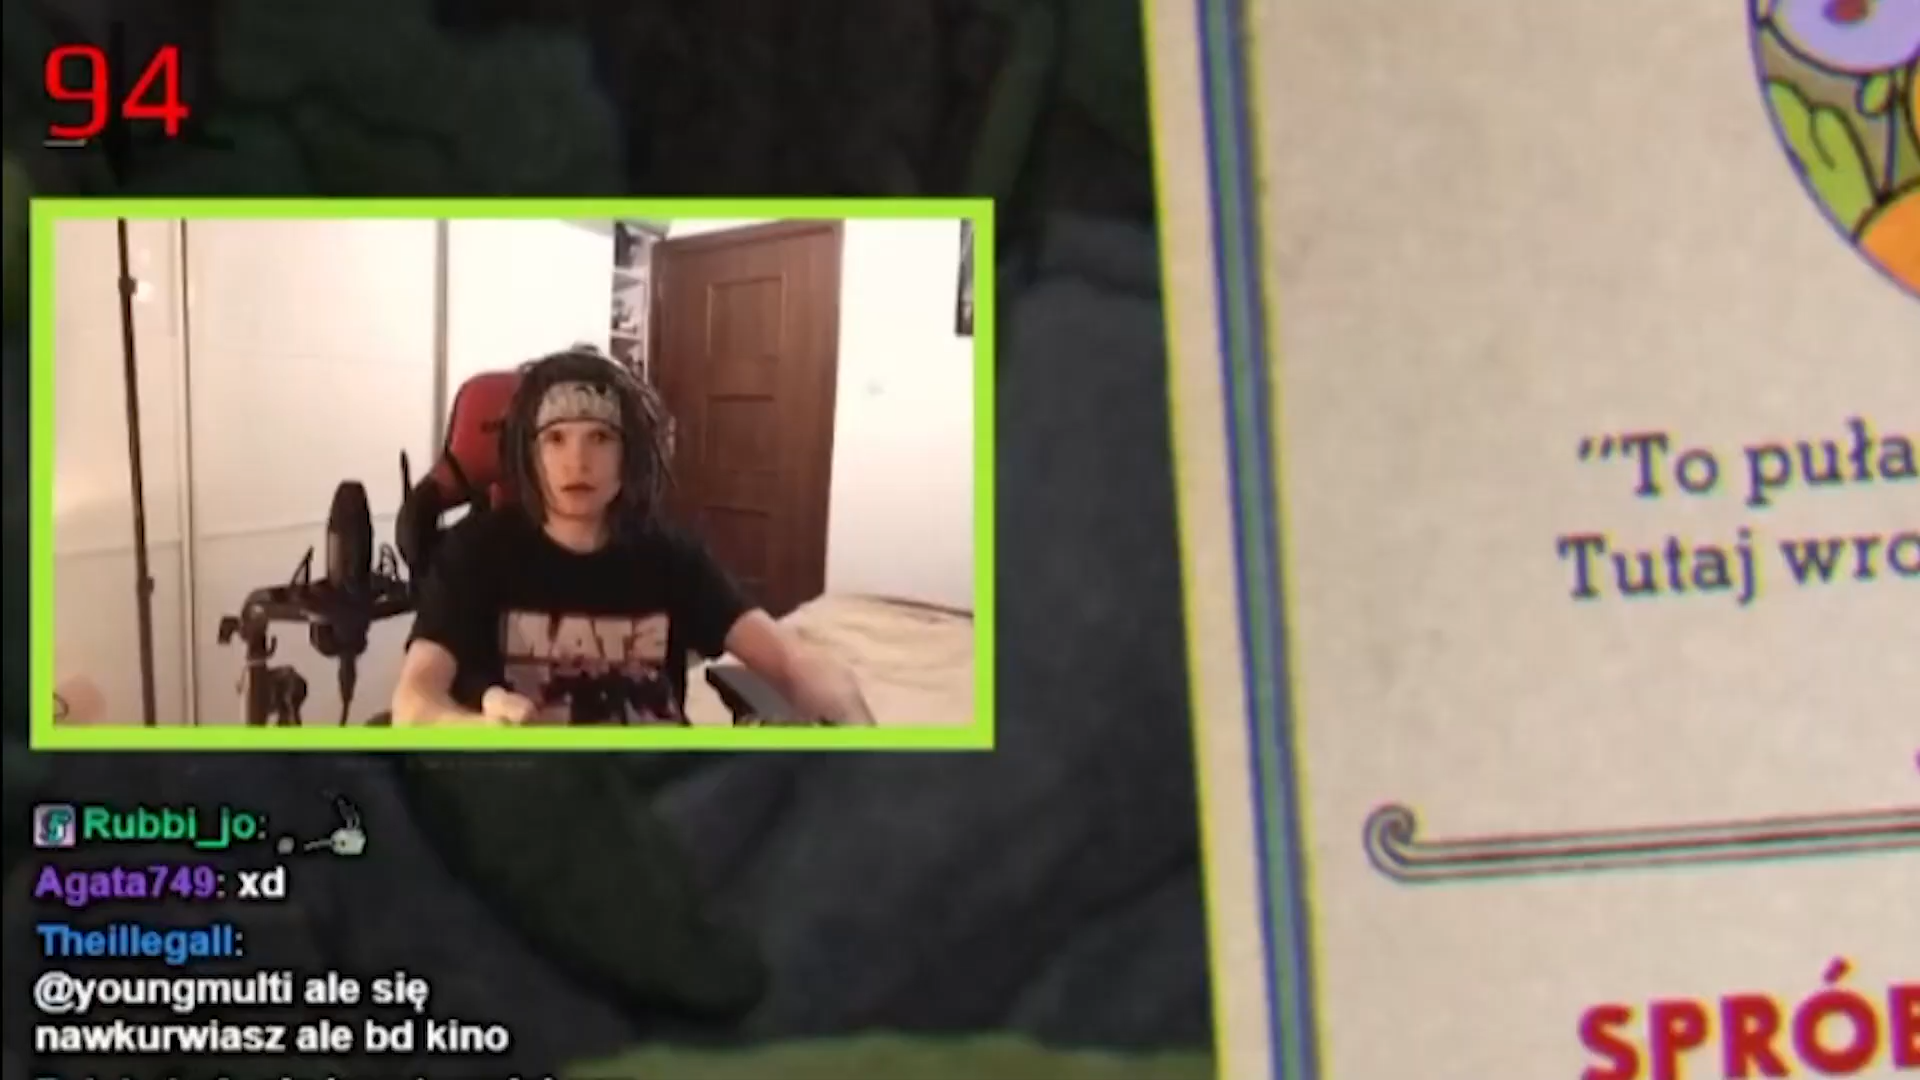 94
Rubbi_jo:
Agata749: xd
Theillegall:
@youngmulti ale się
nawkurwiasz ale bd kino
"To puła
Tutaj wro
SPRÓB